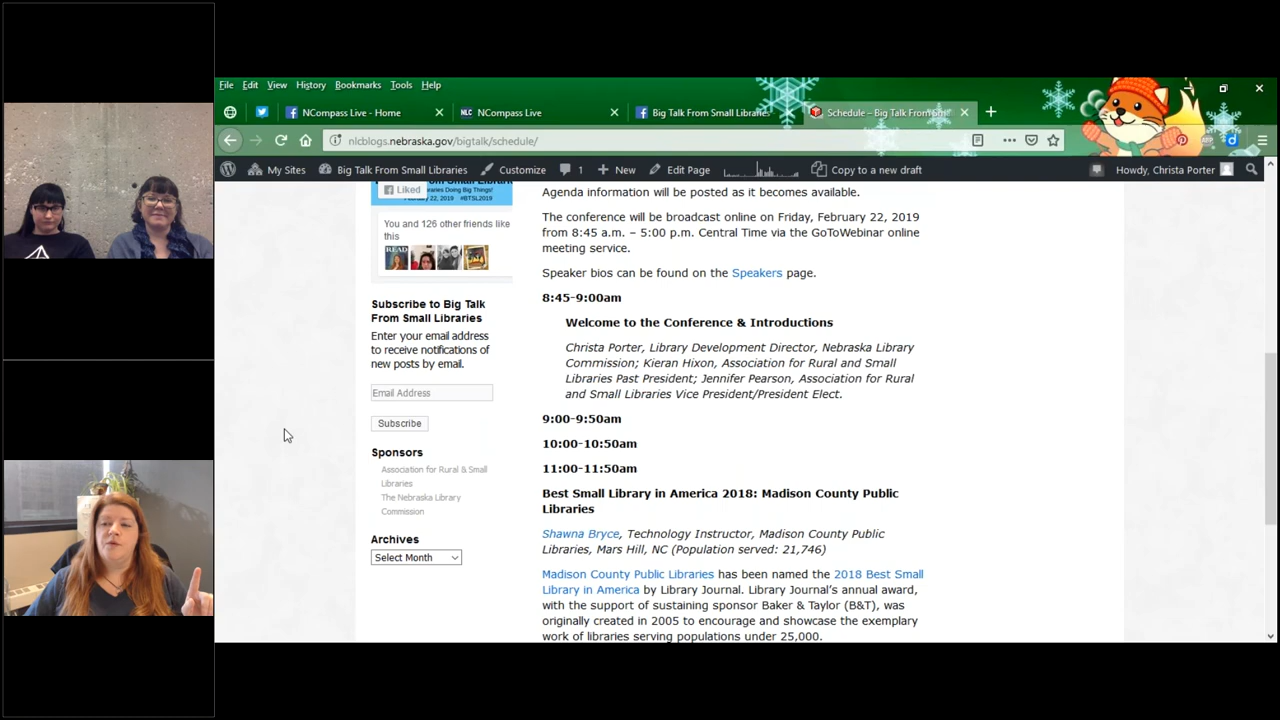 File Edit View History Bookmarks Tools Help
NCompass Live - Home
NLC NCompass Live
Big Talk From Small Libraries
Schedule – Big Talk From Sm
nlcblogs.nebraska.gov/bigtalk/schedule/
My Sites Big Talk From Small Libraries Customize 1 New Edit Page Copy to a new draft Howdy, Christa Porter
Liked
February 22, 2019 #BTSL2019
You and 126 other friends like
this
Subscribe to Big Talk
From Small Libraries
Enter your email address
to receive notifications of
new posts by email.
Email Address
Subscribe
Sponsors
Association for Rural & Small
Libraries
The Nebraska Library
Commission
Archives
Select Month
Agenda information will be posted as it becomes available.
The conference will be broadcast online on Friday, February 22, 2019
from 8:45 a.m. – 5:00 p.m. Central Time via the GoToWebinar online
meeting service.
Speaker bios can be found on the Speakers page.
8:45-9:00am
Welcome to the Conference & Introductions
Christa Porter, Library Development Director, Nebraska Library
Commission; Kieran Hixon, Association for Rural and Small
Libraries Past President; Jennifer Pearson, Association for Rural
and Small Libraries Vice President/President Elect.
9:00-9:50am
10:00-10:50am
11:00-11:50am
Best Small Library in America 2018: Madison County Public
Libraries
Shawna Bryce, Technology Instructor, Madison County Public
Libraries, Mars Hill, NC (Population served: 21,746)
Madison County Public Libraries has been named the 2018 Best Small
Library in America by Library Journal. Library Journal's annual award,
with the support of sustaining sponsor Baker & Taylor (B&T), was
originally created in 2005 to encourage and showcase the exemplary
work of libraries serving populations under 25,000.